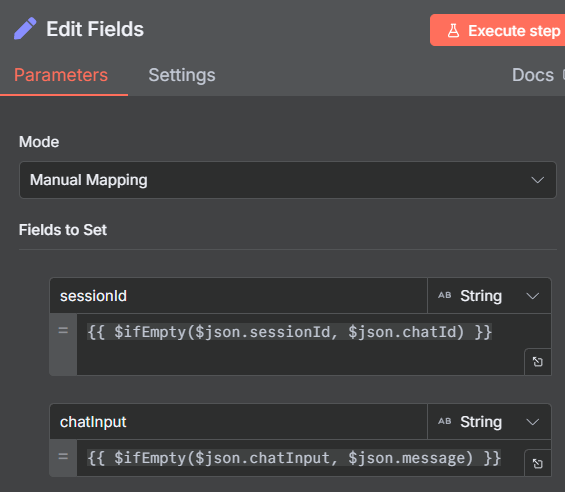 Edit Fields
Execute step
Parameters
Settings
Docs
Mode
Manual Mapping
Fields to Set
sessionId
AB String
=
{{ $ifEmpty($json.sessionId, $json.chatId) }}
chatInput
AB String
=
{{ $ifEmpty($json.chatInput, $json.message) }}